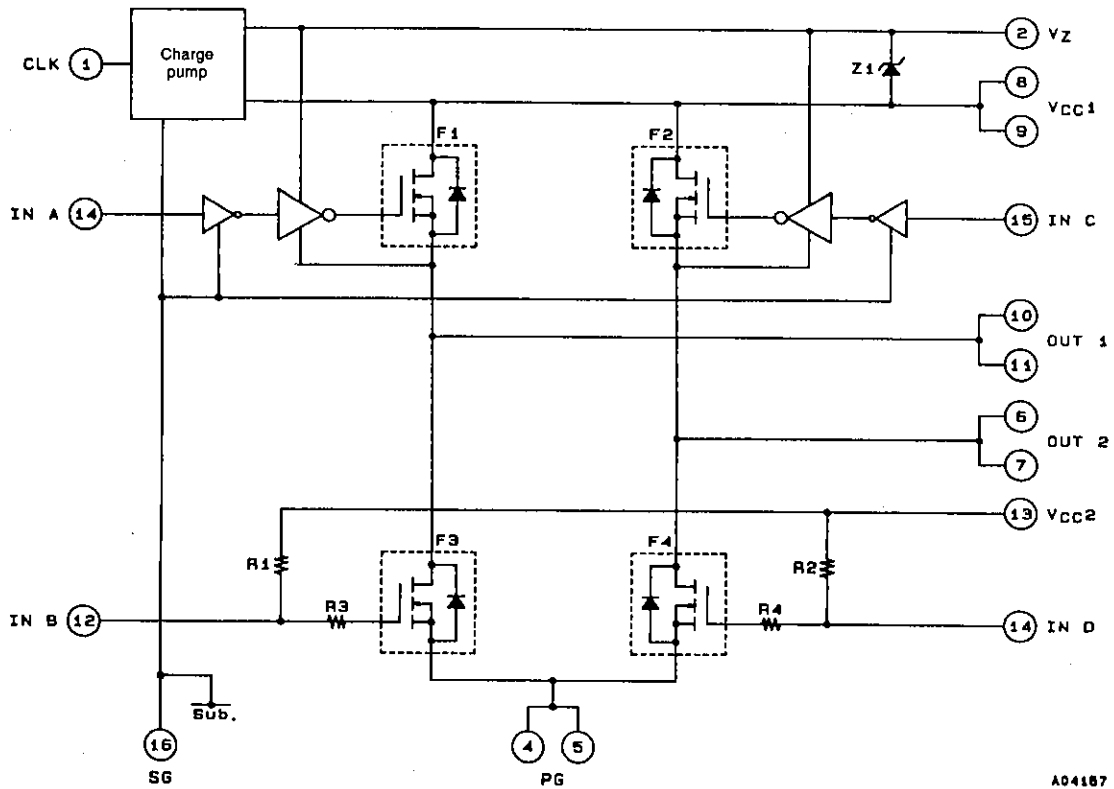 Charge
pump
CLK 1
2 VZ
Z1
8
VCC1
9
F1
F2
IN A 14
15 IN C
10
OUT 1
11
6
OUT 2
7
13 VCC2
F3
F4
R1
R2
R3
R4
IN B 12
14 IN D
Sub.
16
SG
4 5
PG
A04167